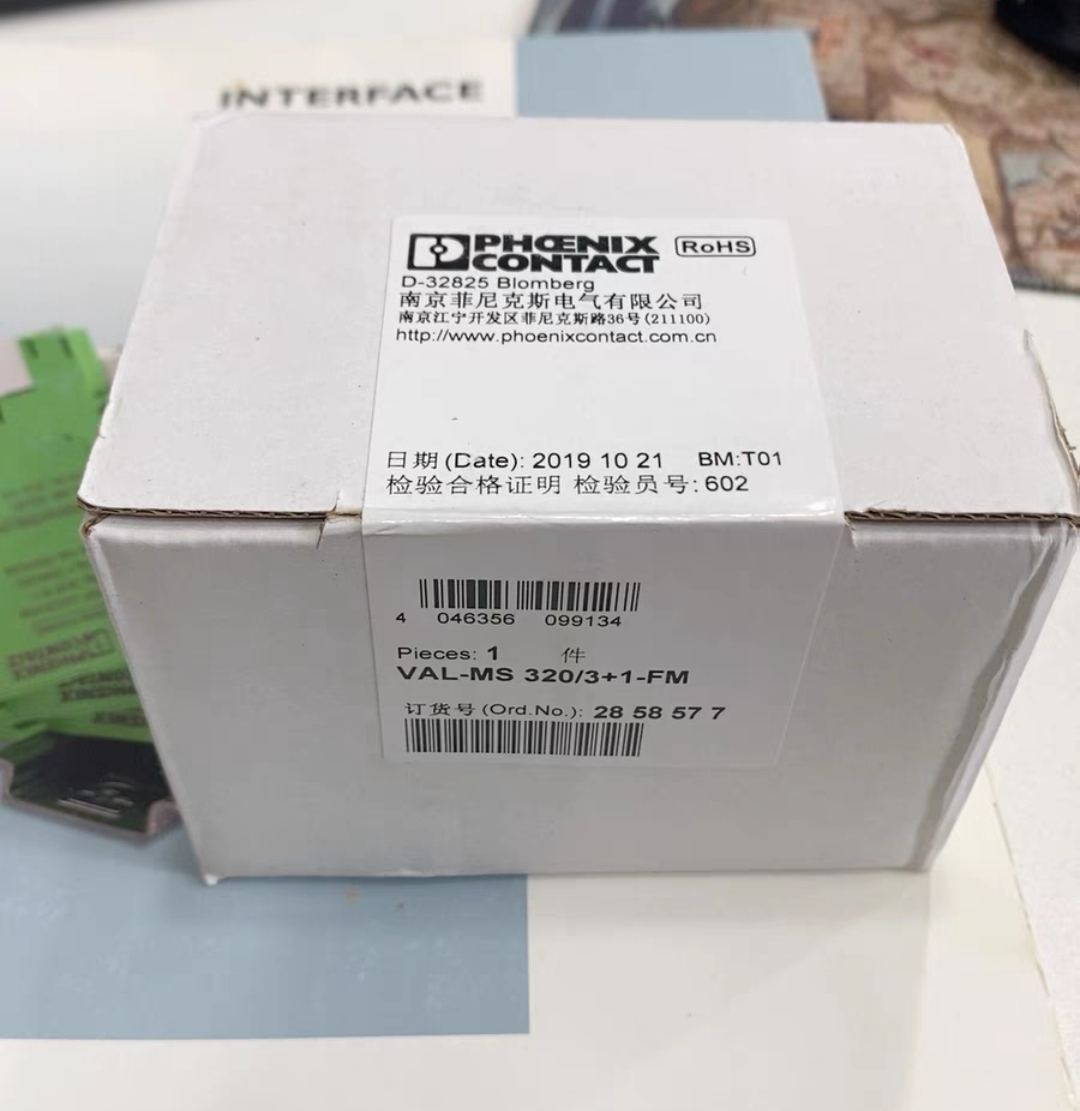 INTERFACE
PHŒNIX
CONTACT
RoHS
D-32825 Blomberg
南京菲尼克斯电气有限公司
南京江宁开发区菲尼克斯路36号(211100)
http://www.phoenixcontact.com.cn
日期(Date): 2019 10 21 BM:T01
检验合格证明 检验员号:602
4 046356 099134
Pieces: 1 件
VAL-MS 320/3+1-FM
订货号(Ord.No.): 28 58 57 7